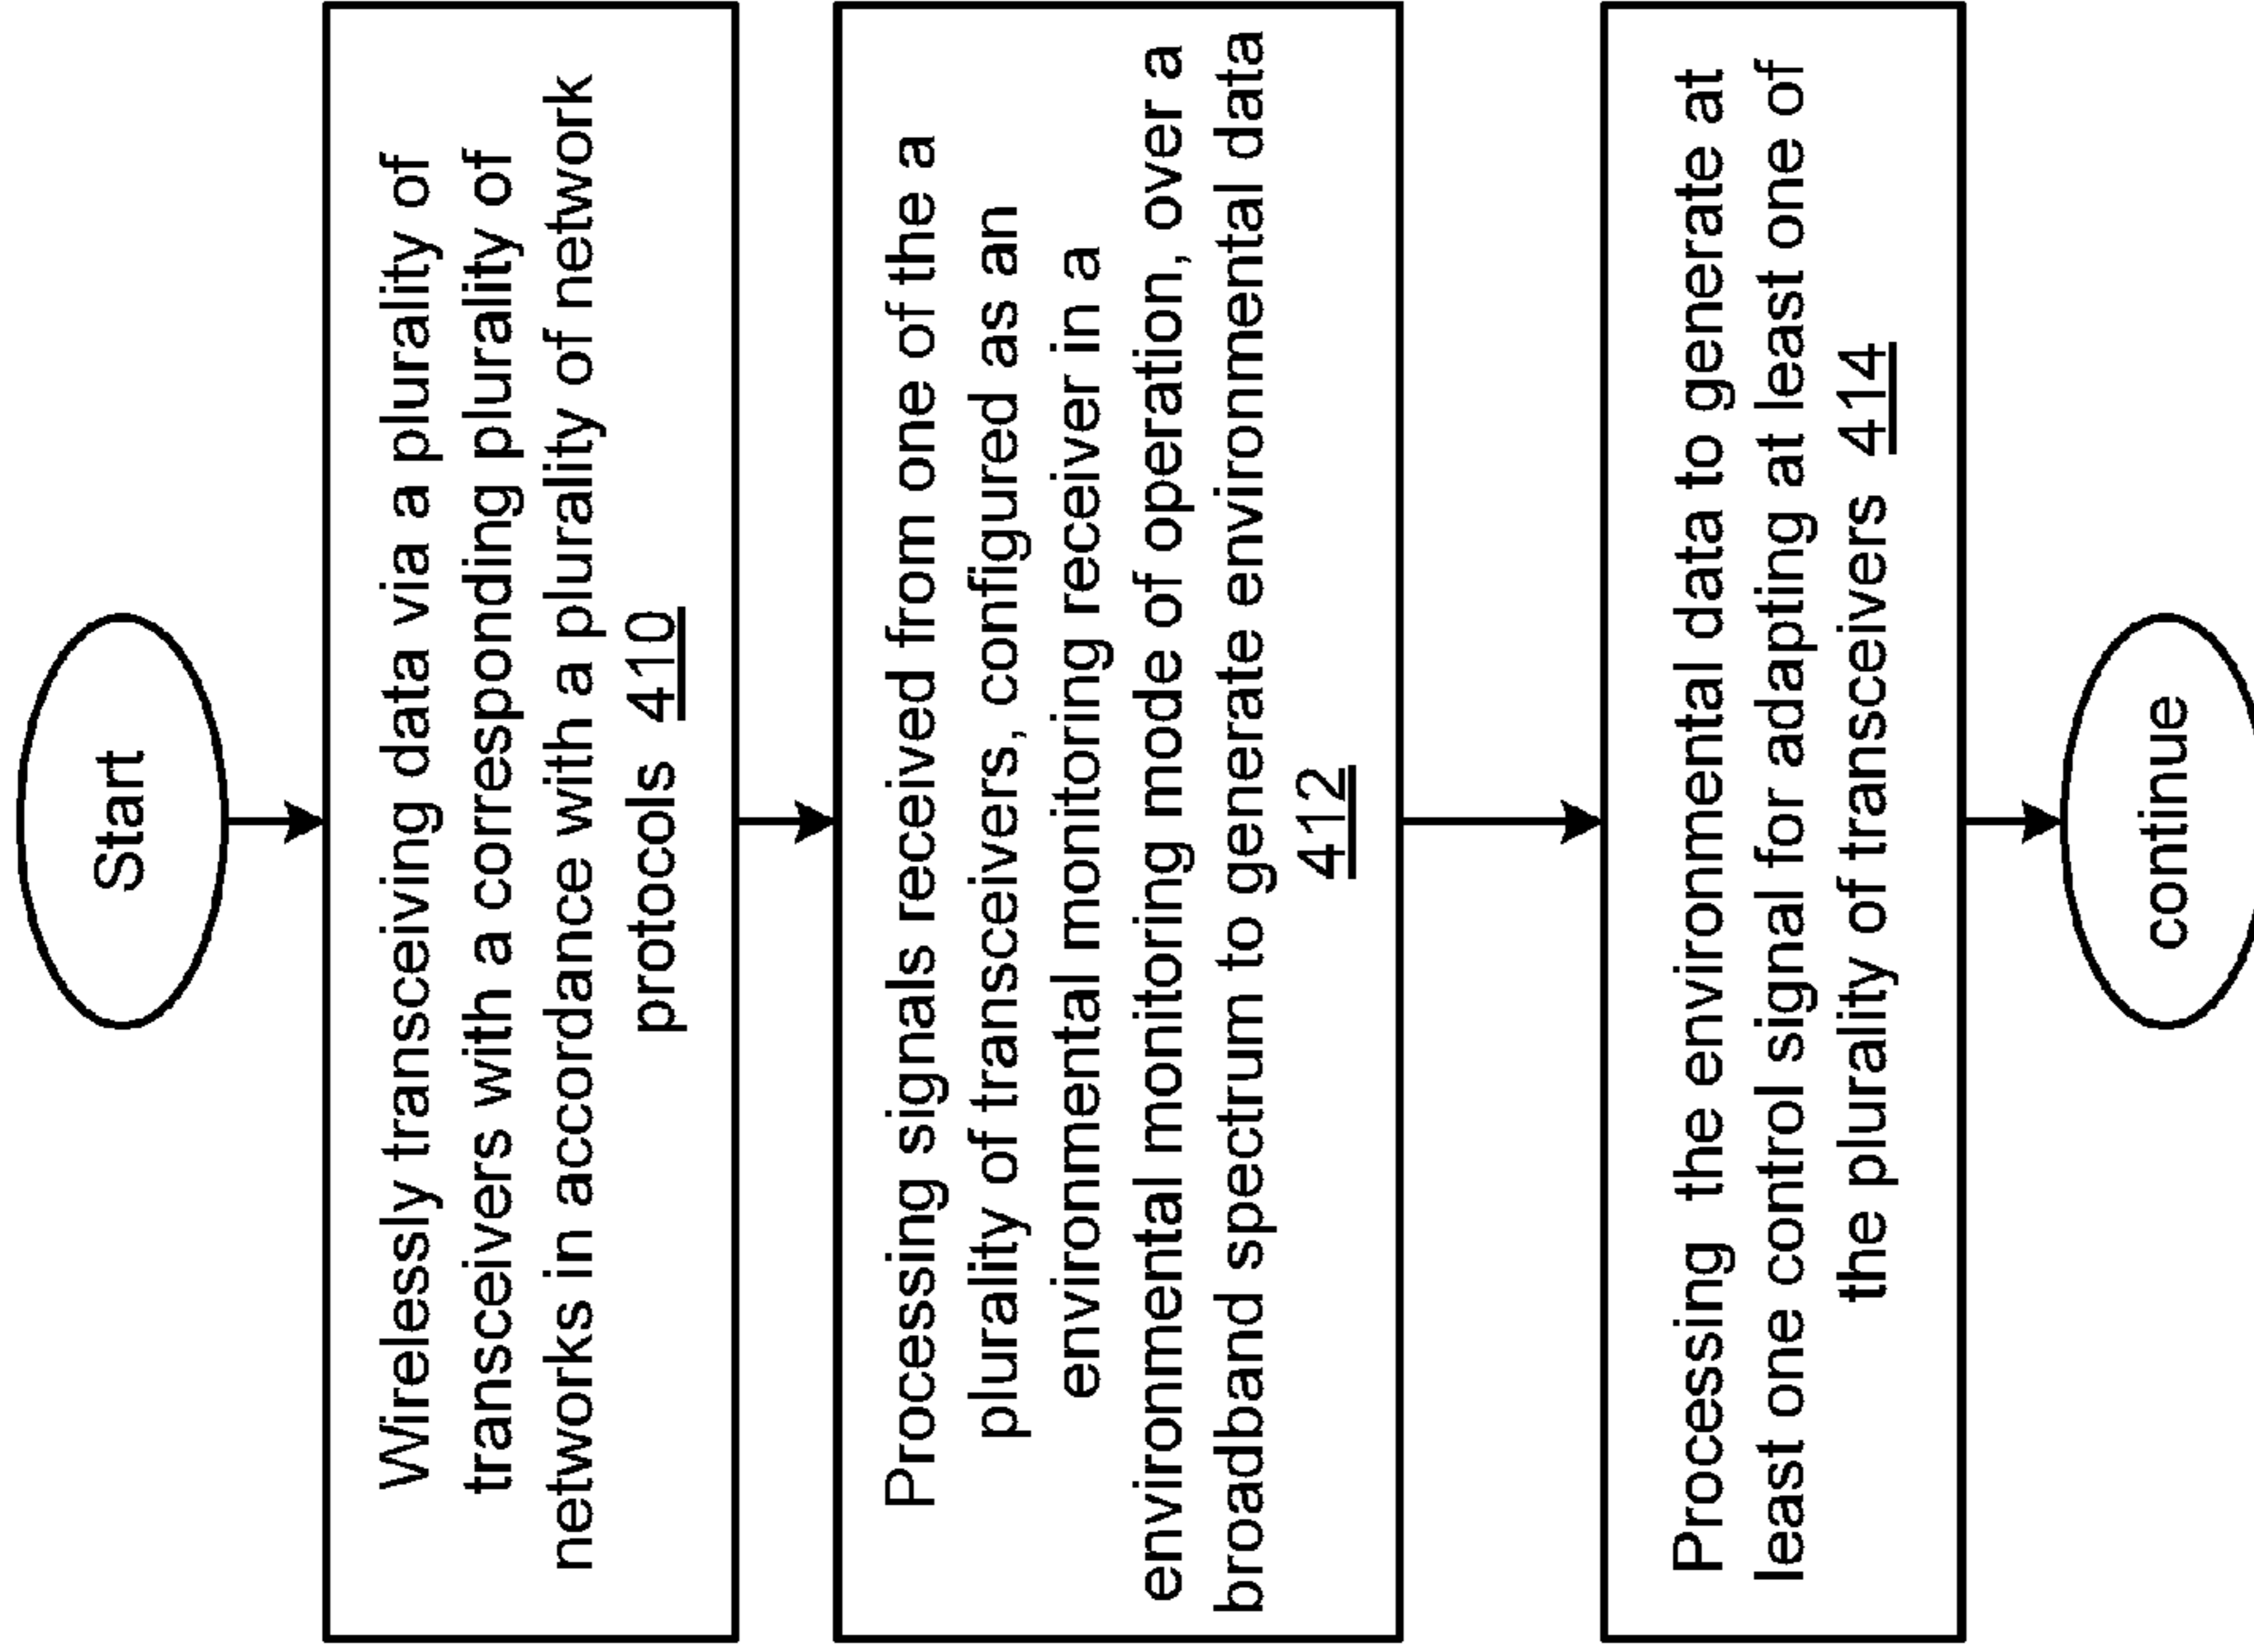 Start
Wirelessly transceiving data via a plurality of
transceivers with a corresponding plurality of
networks in accordance with a plurality of network
protocols 410
Processing signals received from one of the a
plurality of transceivers, configured as an
environmental monitoring receiver in a
environmental monitoring mode of operation, over a
broadband spectrum to generate environmental data
412
Processing the environmental data to generate at
least one control signal for adapting at least one of
the plurality of transceivers 414
continue